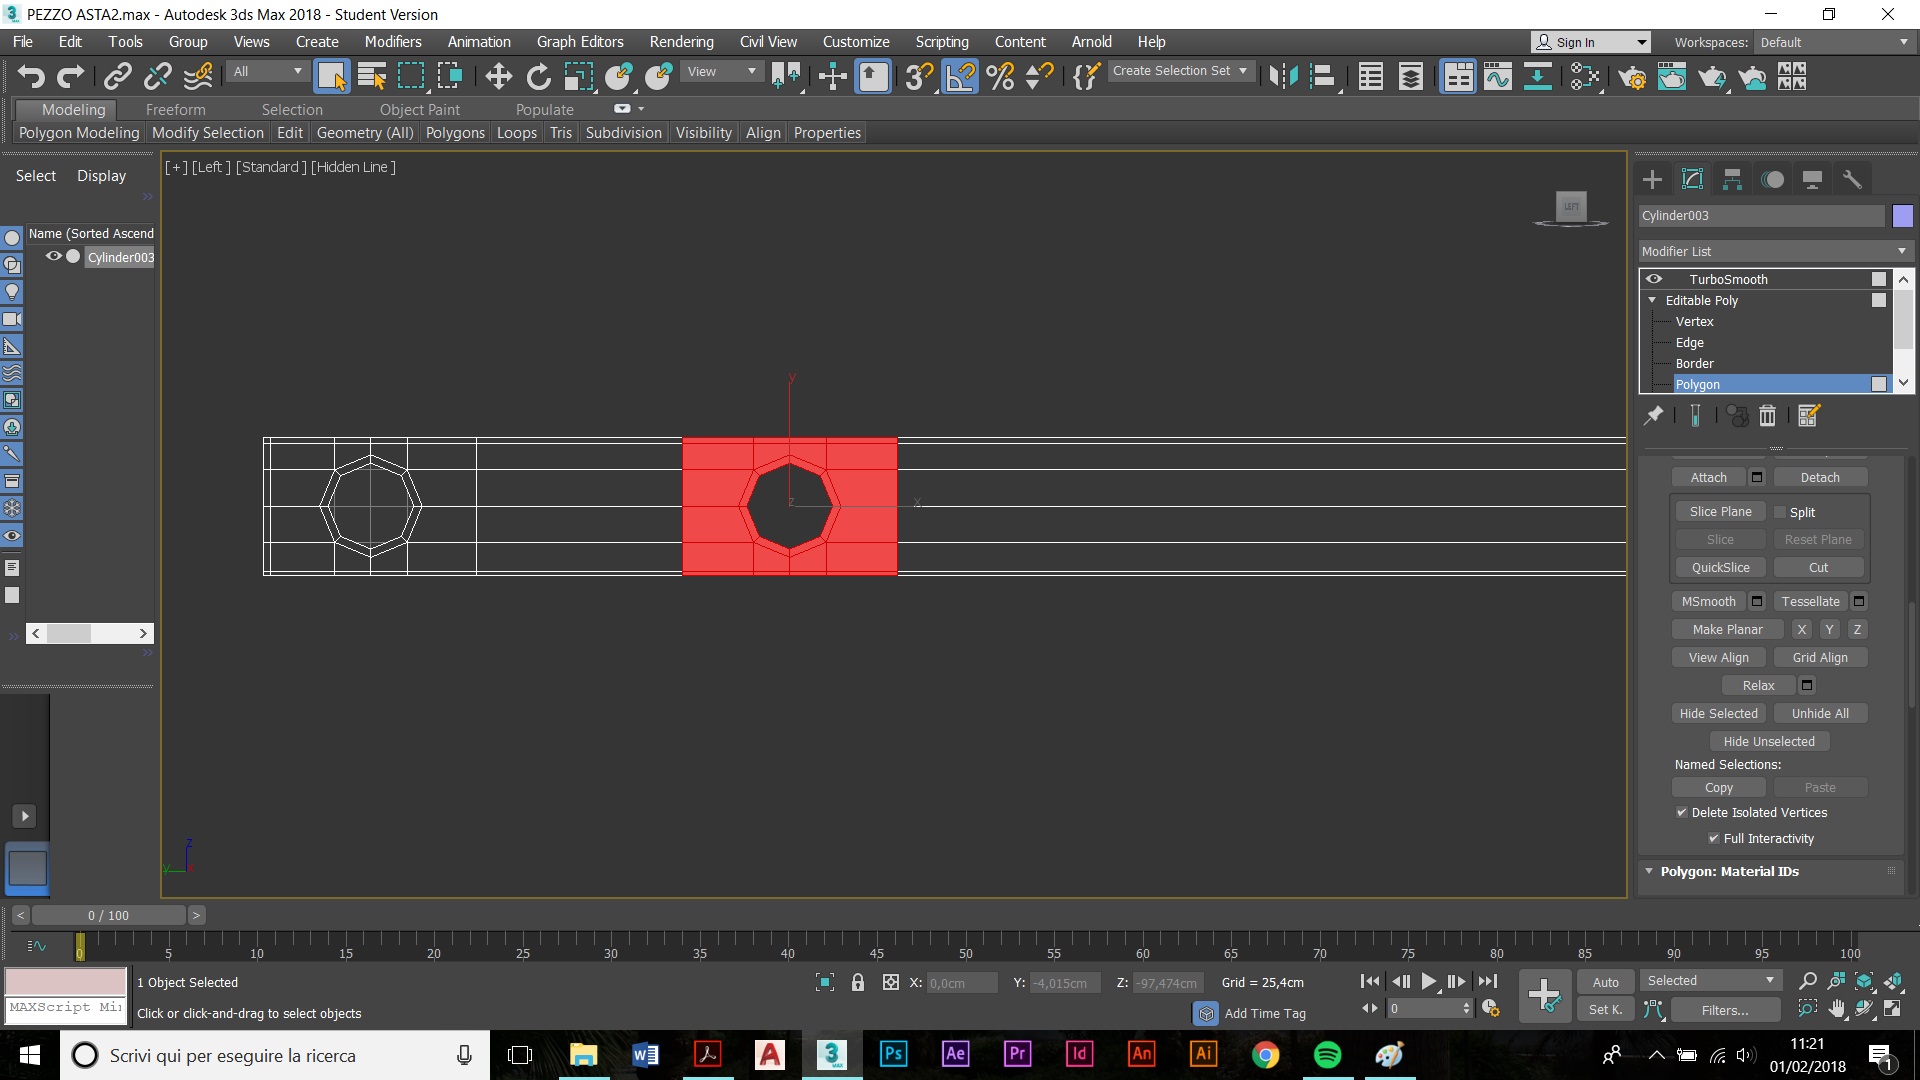 PEZZO ASTA2.max - Autodesk 3ds Max 2018 - Student Version
File Edit Tools Group Views Create Modifiers Animation Graph Editors Rendering Civil View Customize Scripting Content Arnold Help
Sign In Workspaces: Default
All View Create Selection Set
Modeling Freeform Selection Object Paint Populate
Polygon Modeling Modify Selection Edit Geometry (All) Polygons Loops Tris Subdivision Visibility Align Properties
[+] [Left ] [Standard ] [Hidden Line ]
Select Display
LEFT
Name (Sorted Ascend
Cylinder003
Cylinder003
Modifier List
TurboSmooth
Editable Poly
Vertex
Edge
Border
Polygon
y
z
x
Attach Detach
Slice Plane Split
Slice Reset Plane
QuickSlice Cut
MSmooth Tessellate
Make Planar X Y Z
View Align Grid Align
Relax
Hide Selected Unhide All
Hide Unselected
Named Selections:
Copy Paste
Delete Isolated Vertices
Full Interactivity
Polygon: Material IDs
z
y
< 0 / 100 >
0 5 10 15 20 25 30 35 40 45 50 55 60 65 70 75 80 85 90 95 100
1 Object Selected X: 0,0cm Y: -4,015cm Z: -97,474cm Grid = 25,4cm Auto Selected
MAXScript Mi
Click or click-and-drag to select objects Add Time Tag 0 Set K. Filters...
Scrivi qui per eseguire la ricerca
3 MAX Ps Ae Pr Id An Ai
11:21
01/02/2018
1